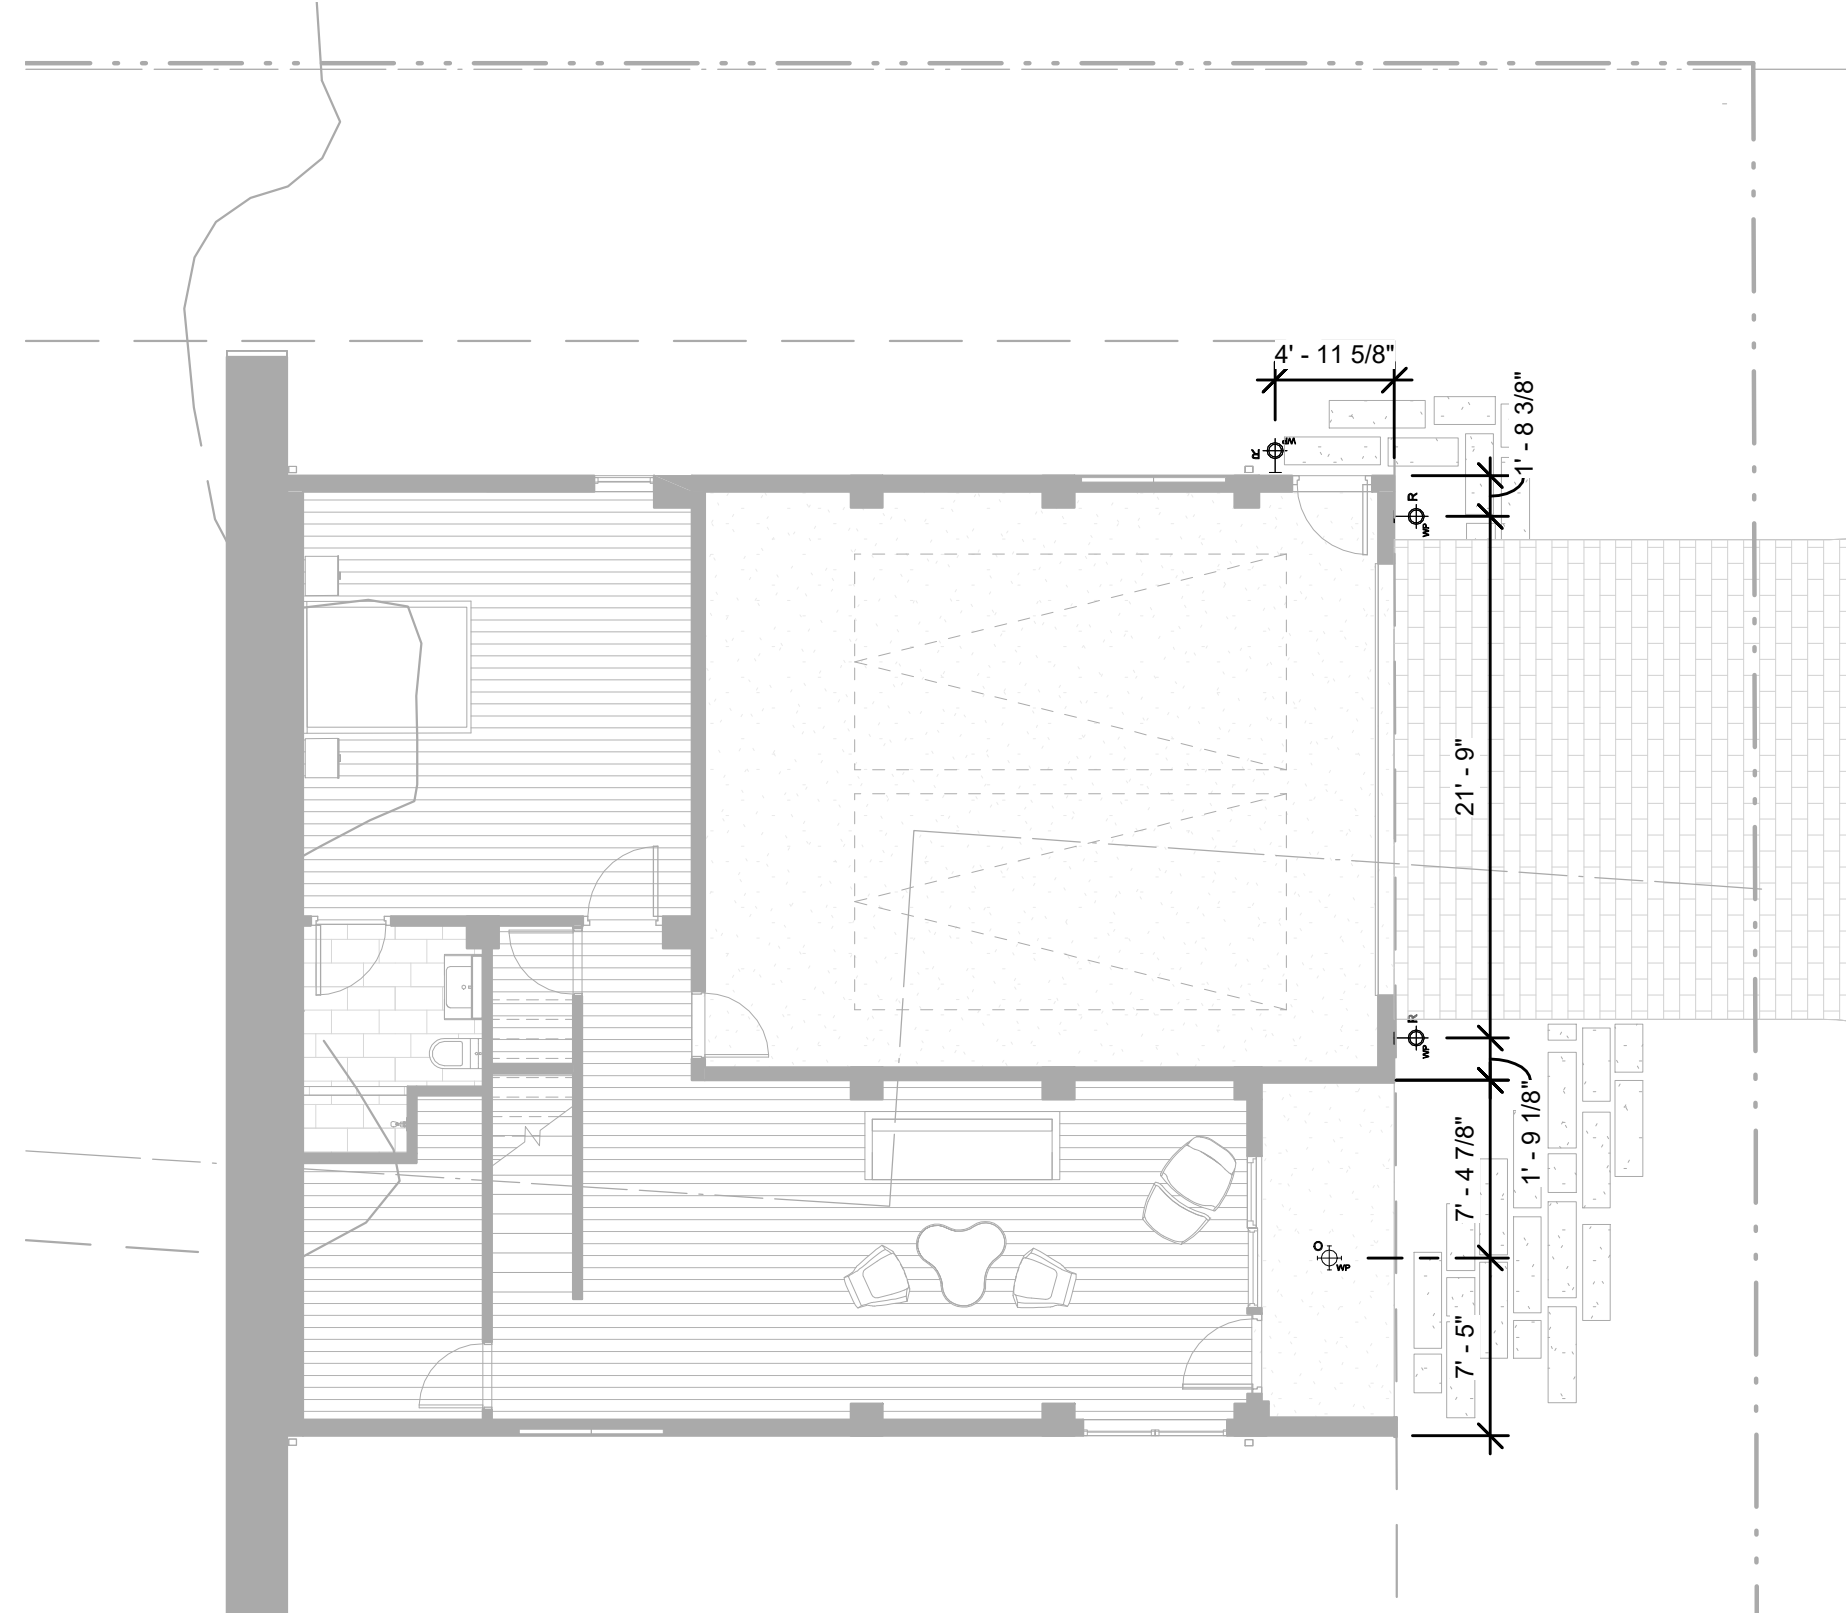 4' - 11 5/8"
1' - 8 3/8"
WP
R
R
WP
21' - 9"
R
WP
1' - 9 1/8"
7' - 4 7/8"
O
WP
7' - 5"